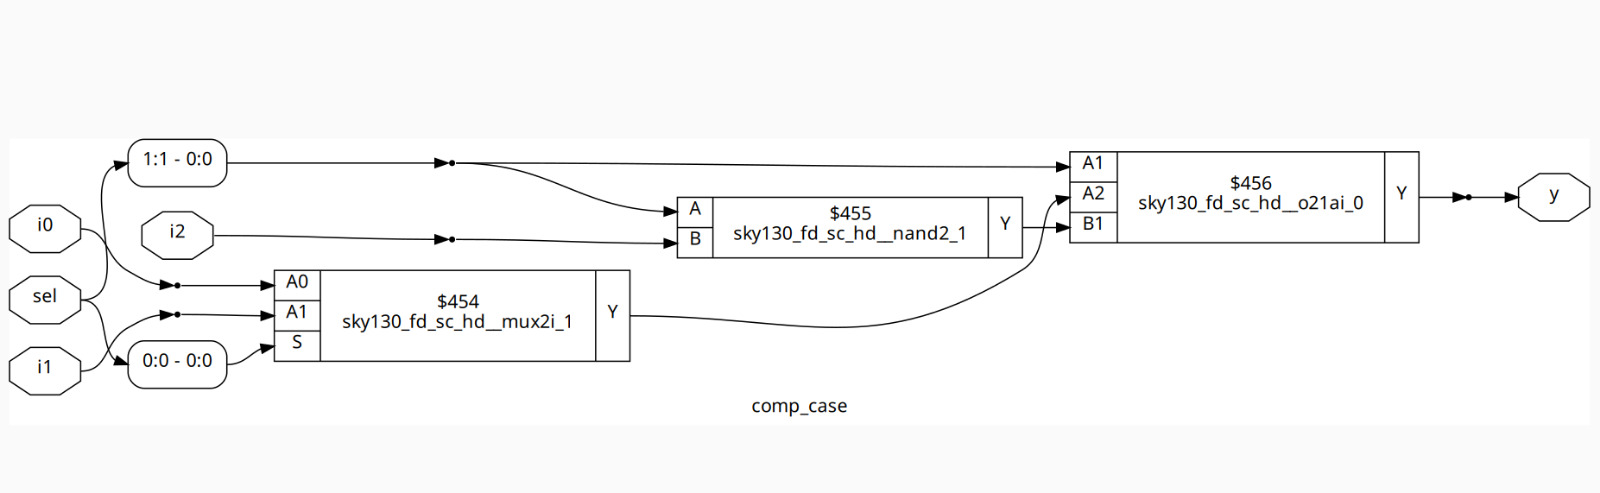 1:1 - 0:0
i0
i2
sel
i1
0:0 - 0:0
A0
A1
S
$454
sky130_fd_sc_hd__mux2i_1
Y
A
B
$455
sky130_fd_sc_hd__nand2_1
Y
A1
A2
B1
$456
sky130_fd_sc_hd__o21ai_0
Y
y
comp_case